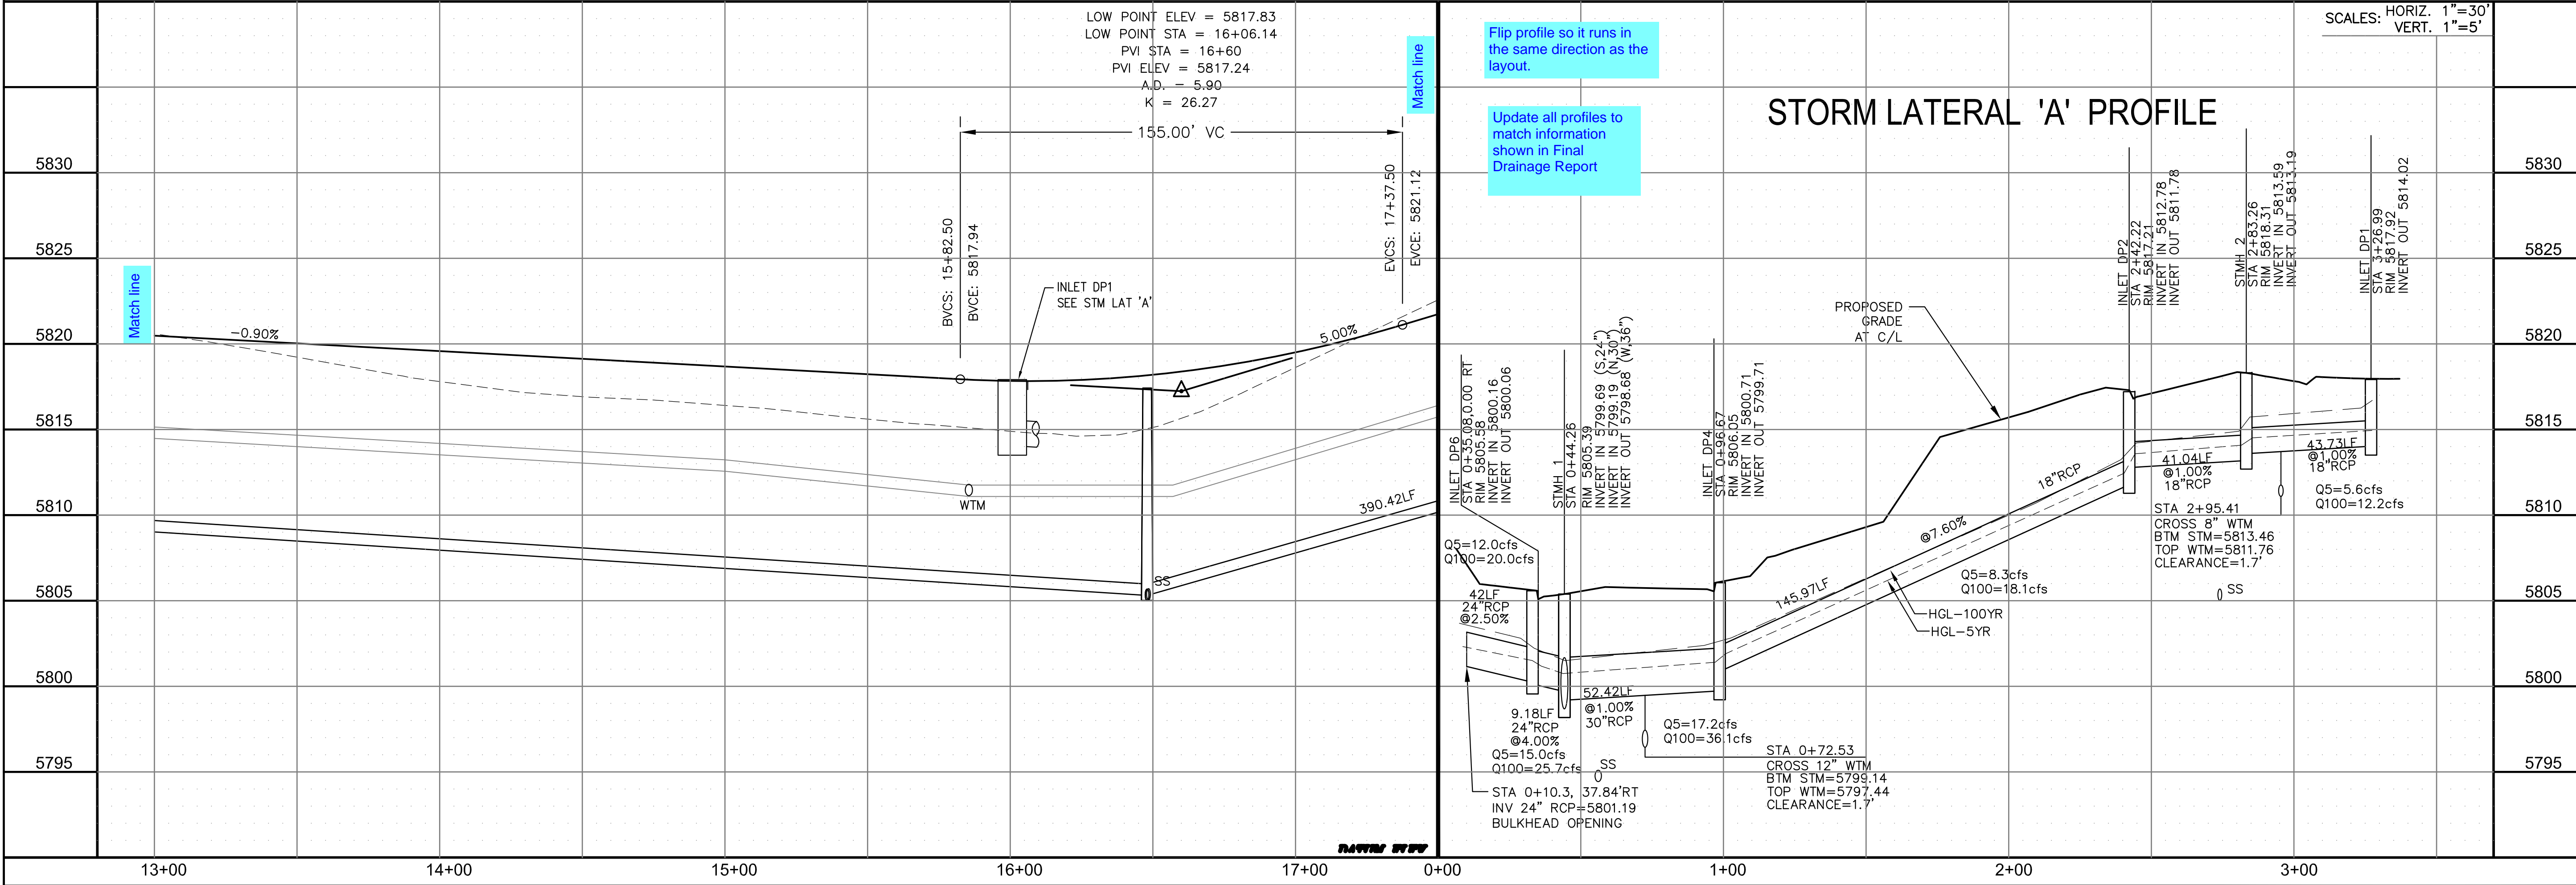 LOW POINT ELEV = 5817.83
LOW POINT STA = 16+06.14
PVI STA = 16+60
PVI ELEV = 5817.24
A.D. = 5.90
K = 26.27
155.00' VC
Match line
Match line
BVCS: 15+82.50
BVCE: 5817.94
EVCS: 17+37.50
EVCE: 5821.12
INLET DP1
SEE STM LAT 'A'
-0.90%
5.00%
WTM
SS
390.42LF
5830
5825
5820
5815
5810
5805
5800
5795
13+00
14+00
15+00
16+00
17+00
Flip profile so it runs in
the same direction as the
layout.
Update all profiles to
match information
shown in Final
Drainage Report
SCALES: HORIZ. 1"=30'
VERT. 1"=5'
STORM LATERAL 'A' PROFILE
INLET DP6
STA 0+35.08,0.00 RT
RIM 5805.58
INVERT IN 5800.16
INVERT OUT 5800.06
STMH 1
STA 0+44.26
RIM 5805.39
INVERT IN 5799.69 (S,24")
INVERT IN 5799.19 (N,30")
INVERT OUT 5798.68 (W,36")
INLET DP4
STA 0+96.67
RIM 5806.05
INVERT IN 5800.71
INVERT OUT 5799.71
PROPOSED
GRADE
AT C/L
INLET DP2
STA 2+42.22
RIM 5817.21
INVERT IN 5812.78
INVERT OUT 5811.78
STMH 2
STA 2+83.26
RIM 5818.31
INVERT IN 5813.59
INVERT OUT 5813.19
INLET DP1
STA 3+26.99
RIM 5817.92
INVERT OUT 5814.02
Q5=12.0cfs
Q100=20.0cfs
42LF
24"RCP
@2.50%
9.18LF
24"RCP
@4.00%
Q5=15.0cfs
Q100=25.7cfs
52.42LF
@1.00%
30"RCP
Q5=17.2cfs
Q100=36.1cfs
SS
STA 0+10.3, 37.84'RT
INV 24" RCP=5801.19
BULKHEAD OPENING
STA 0+72.53
CROSS 12" WTM
BTM STM=5799.14
TOP WTM=5797.44
CLEARANCE=1.7'
145.97LF
@7.60%
18"RCP
Q5=8.3cfs
Q100=18.1cfs
HGL-100YR
HGL-5YR
41.04LF
@1.00%
18"RCP
43.73LF
@1.00%
18"RCP
Q5=5.6cfs
Q100=12.2cfs
STA 2+95.41
CROSS 8" WTM
BTM STM=5813.46
TOP WTM=5811.76
CLEARANCE=1.7'
SS
5830
5825
5820
5815
5810
5805
5800
5795
0+00
1+00
2+00
3+00